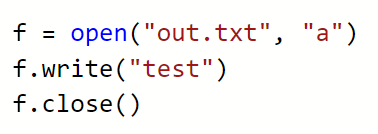 f = open("out.txt", "a")
f.write("test")
f.close()